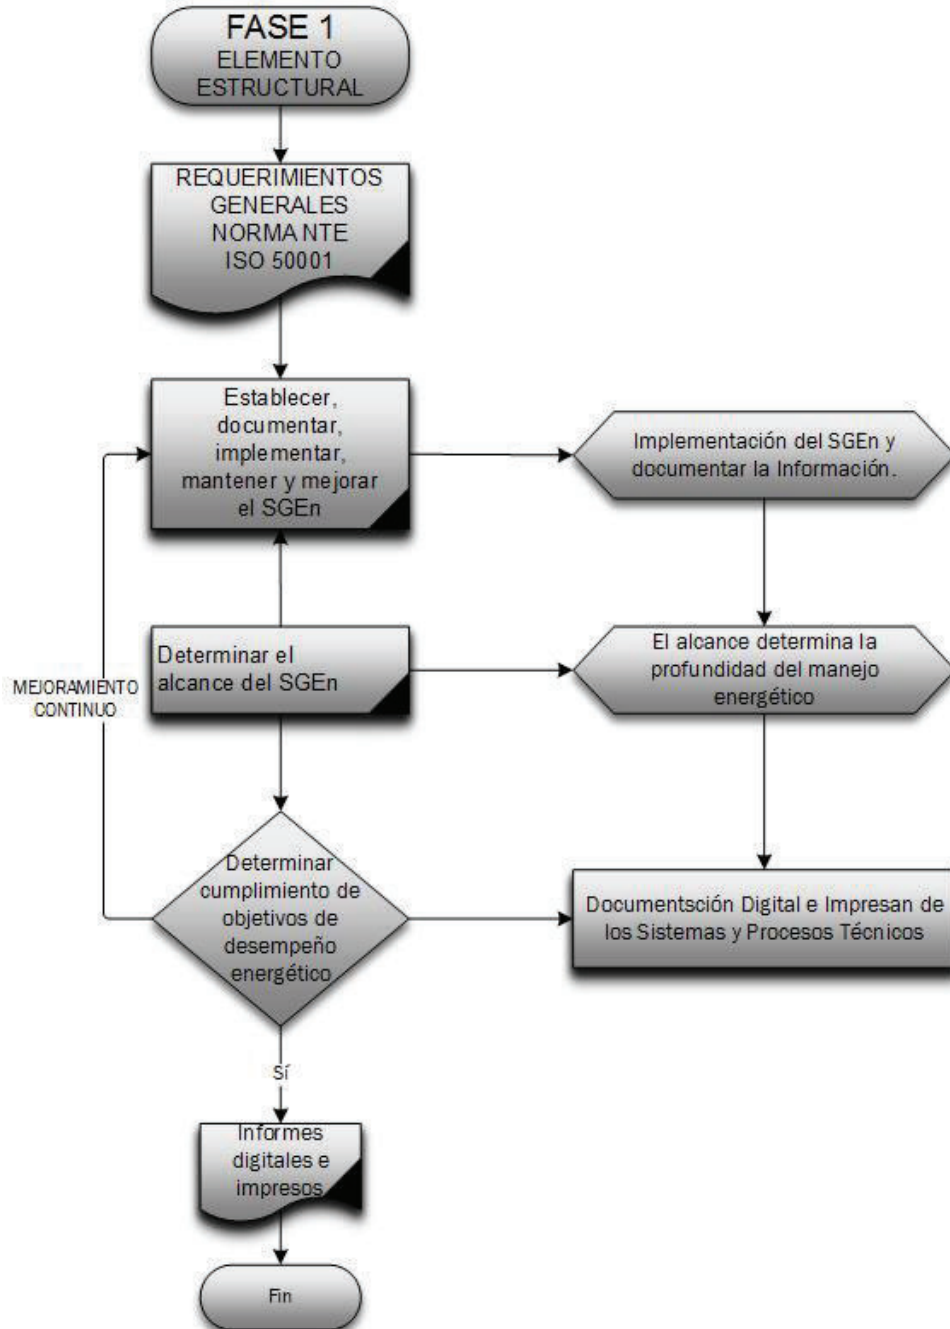 FASE 1
ELEMENTO
ESTRUCTURAL
REQUERIMIENTOS
GENERALES
NORMA NTE
ISO 50001
Establecer,
documentar,
implementar,
mantener y mejorar
el SGEn
Implementación del SGEn y
documentar la Información.
Determinar el
alcance del SGEn
El alcance determina la
profundidad del manejo
energético
MEJORAMIENTO
CONTINUO
Determinar
cumplimiento de
objetivos de
desempeño
energético
Documentsción Digital e Impresan de
los Sistemas y Procesos Técnicos
Sí
Informes
digitales e
impresos
Fin